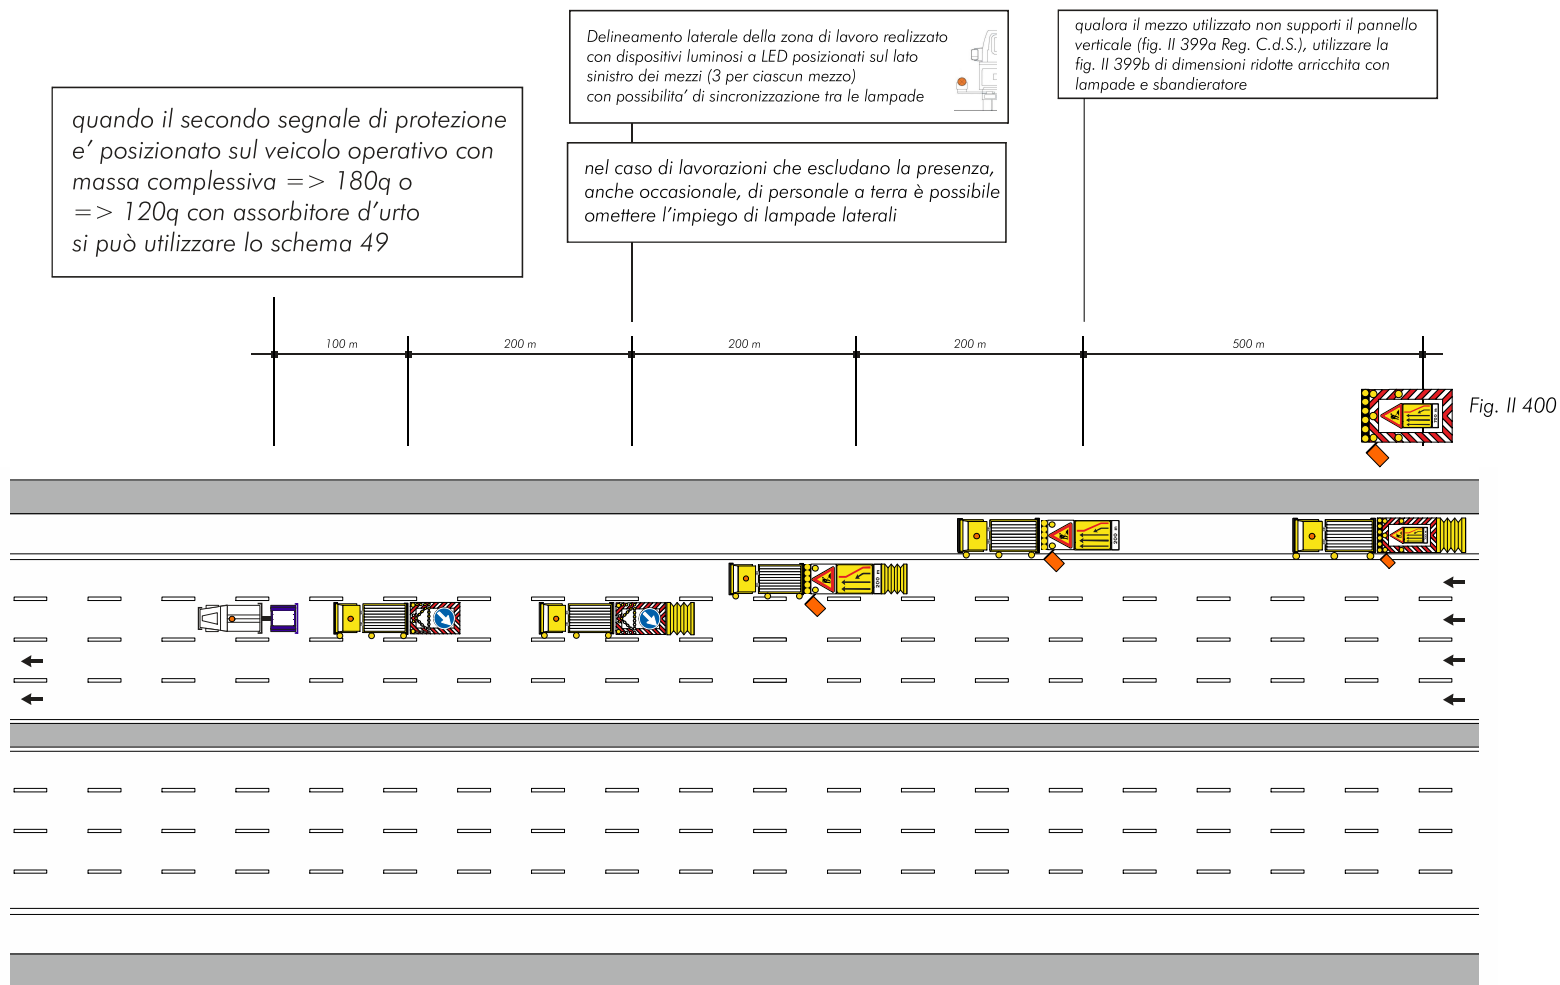 Delineamento laterale della zona di lavoro realizzato
con dispositivi luminosi a LED posizionati sul lato
sinistro dei mezzi (3 per ciascun mezzo)
con possibilita' di sincronizzazione tra le lampade
qualora il mezzo utilizzato non supporti il pannello
verticale (fig. II 399a Reg. C.d.S.), utilizzare la
fig. II 399b di dimensioni ridotte arricchita con
lampade e sbandieratore
quando il secondo segnale di protezione
e' posizionato sul veicolo operativo con
massa complessiva => 180q o
=> 120q con assorbitore d'urto
si può utilizzare lo schema 49
nel caso di lavorazioni che escludano la presenza,
anche occasionale, di personale a terra è possibile
omettere l'impiego di lampade laterali
100 m
200 m
200 m
200 m
500 m
Fig. II 400
200 m